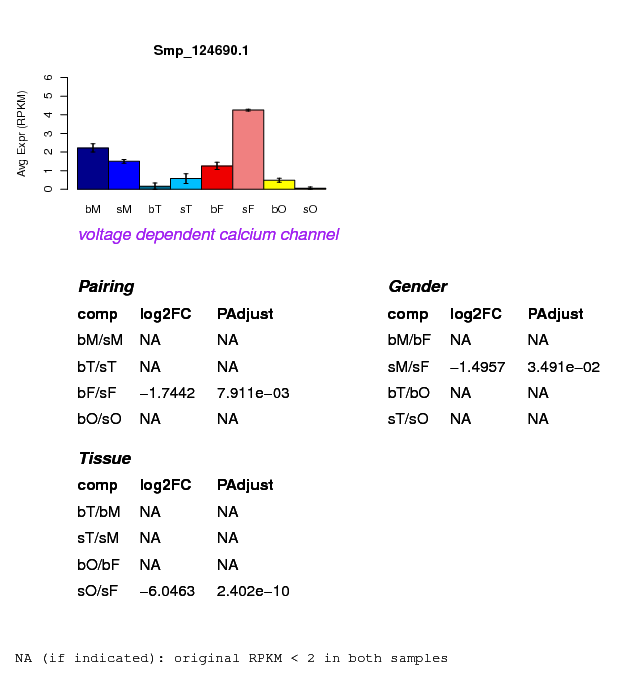 Smp_124690.1
Avg Expr (RPKM)
6
5
4
3
2
1
0
bM sM bT sT bF sF bO sO
voltage dependent calcium channel
Pairing
comp log2FC PAdjust
bM/sM NA NA
bT/sT NA NA
bF/sF −1.7442 7.911e−03
bO/sO NA NA
Gender
comp log2FC PAdjust
bM/bF NA NA
sM/sF −1.4957 3.491e−02
bT/bO NA NA
sT/sO NA NA
Tissue
comp log2FC PAdjust
bT/bM NA NA
sT/sM NA NA
bO/bF NA NA
sO/sF −6.0463 2.402e−10
NA (if indicated): original RPKM < 2 in both samples